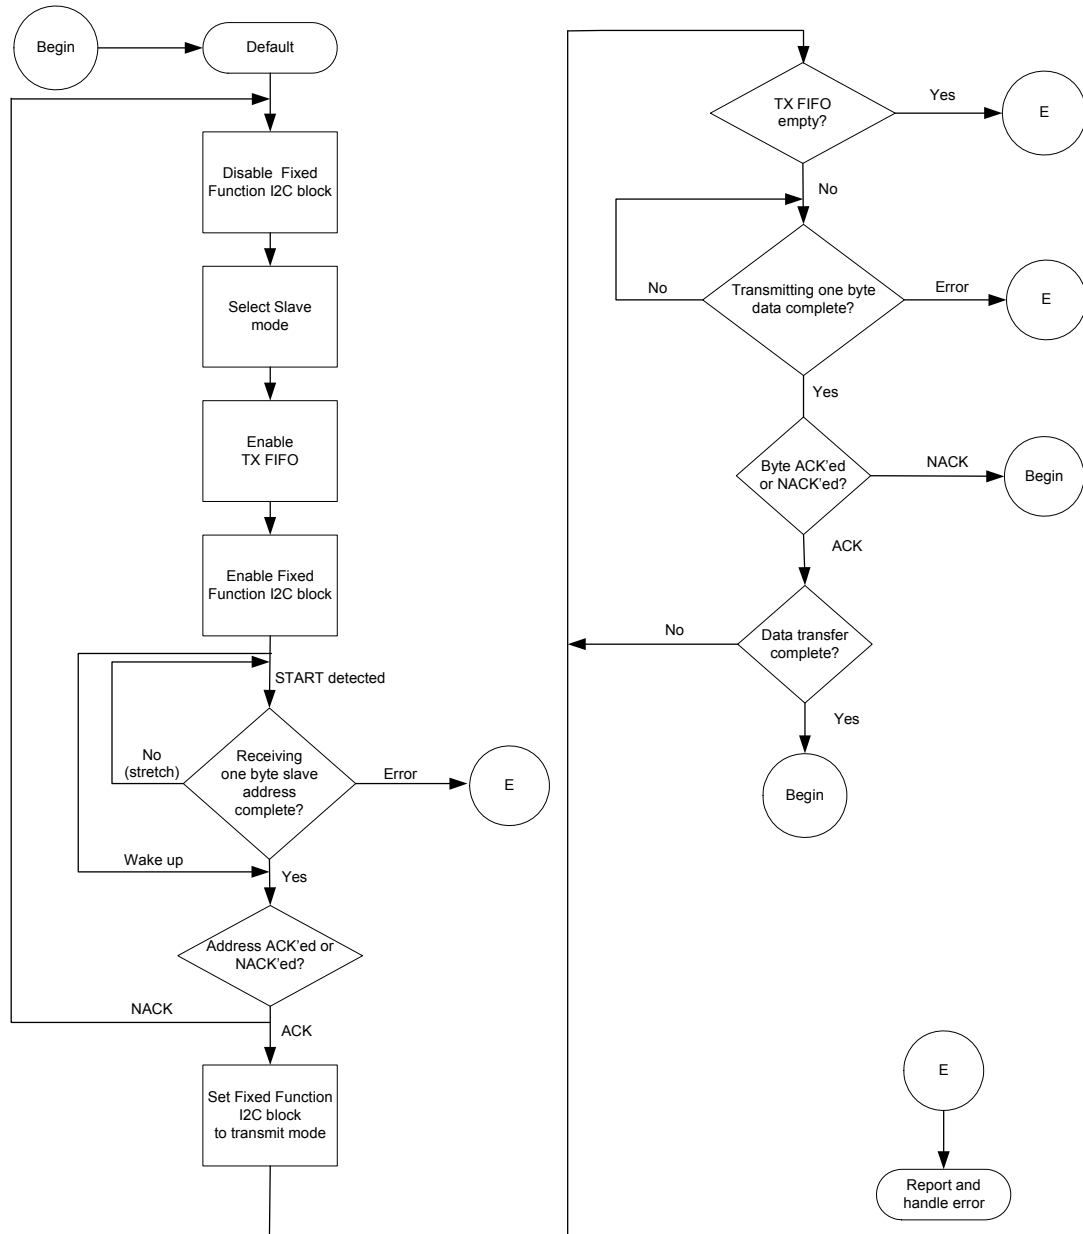 Begin
Default
Disable Fixed
Function I2C block
Select Slave
mode
Enable
TX FIFO
Enable Fixed
Function I2C block
START detected
No
(stretch)
Receiving
one byte slave
address
complete?
Error
E
Wake up
Yes
Address ACK'ed or
NACK'ed?
NACK
ACK
Set Fixed Function
I2C block
to transmit mode
TX FIFO
empty?
Yes
E
No
No
Transmitting one byte
data complete?
Error
E
Yes
Byte ACK'ed
or NACK'ed?
NACK
Begin
ACK
No
Data transfer
complete?
Yes
Begin
E
Report and
handle error